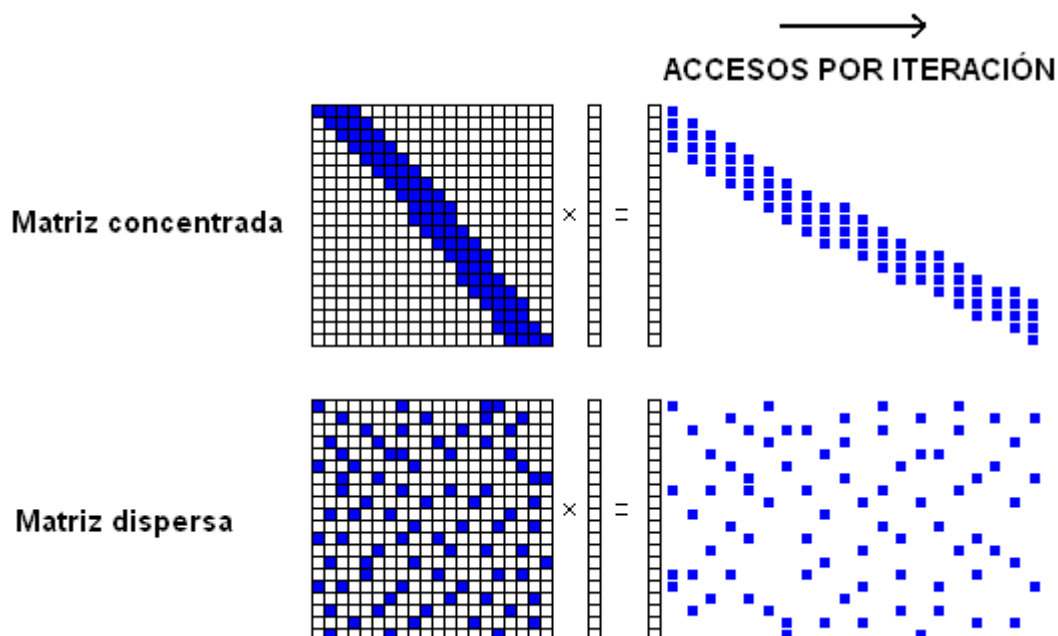 ACCESOS POR ITERACIÓN
Matriz concentrada
× =
Matriz dispersa
× =